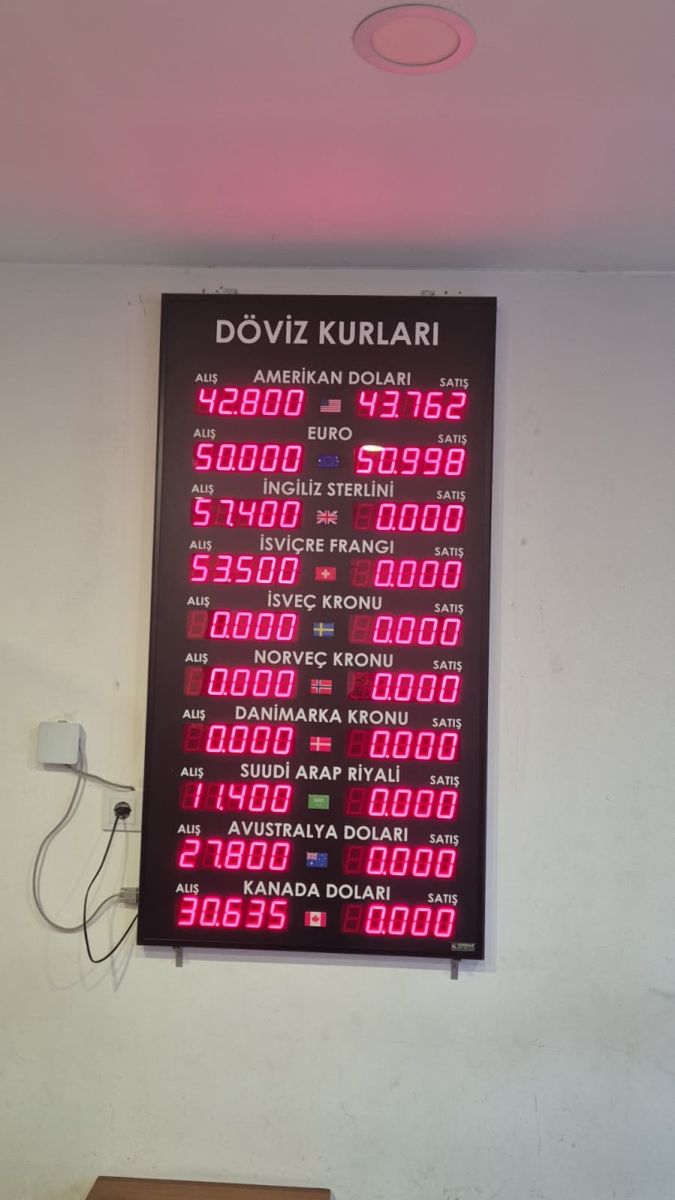 DÖVİZ KURLARI
ALIŞ AMERİKAN DOLARI SATIŞ
42.800 43.762
ALIŞ EURO SATIŞ
50.000 50.998
ALIŞ İNGİLİZ STERLİNİ SATIŞ
57.400 0.000
ALIŞ İSVİÇRE FRANGI SATIŞ
53.500 0.000
ALIŞ İSVEÇ KRONU SATIŞ
0.000 0.000
ALIŞ NORVEÇ KRONU SATIŞ
0.000 0.000
ALIŞ DANİMARKA KRONU SATIŞ
0.000 0.000
ALIŞ SUUDİ ARAP RİYALİ SATIŞ
11.400 0.000
ALIŞ AVUSTRALYA DOLARI SATIŞ
27.800 0.000
ALIŞ KANADA DOLARI SATIŞ
30.635 0.000